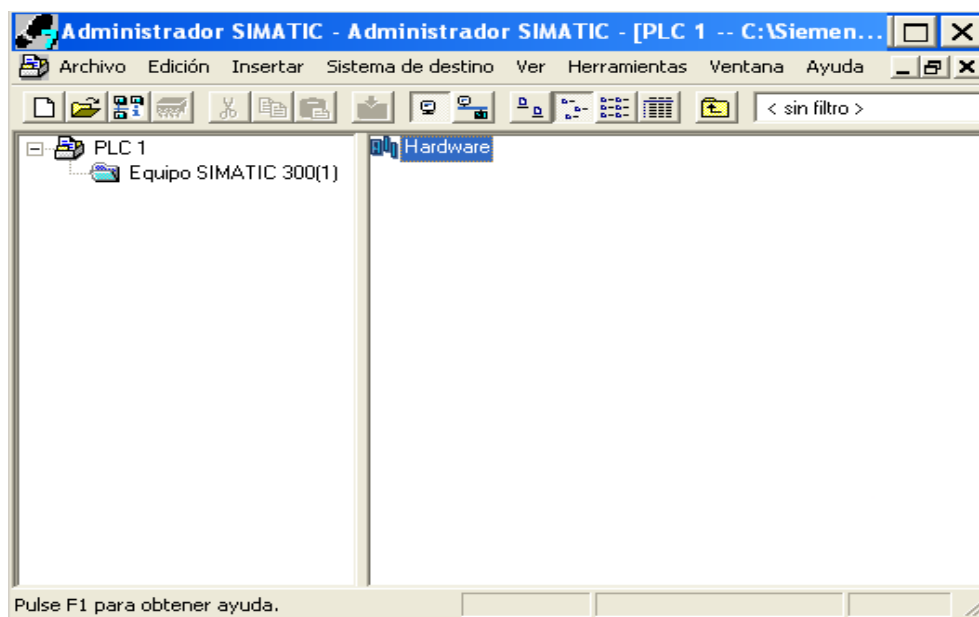 Administrador SIMATIC - Administrador SIMATIC - [PLC 1 -- C:\Siemen...
Archivo Edición Insertar Sistema de destino Ver Herramientas Ventana Ayuda
< sin filtro >
PLC 1
Equipo SIMATIC 300(1)
Hardware
Pulse F1 para obtener ayuda.